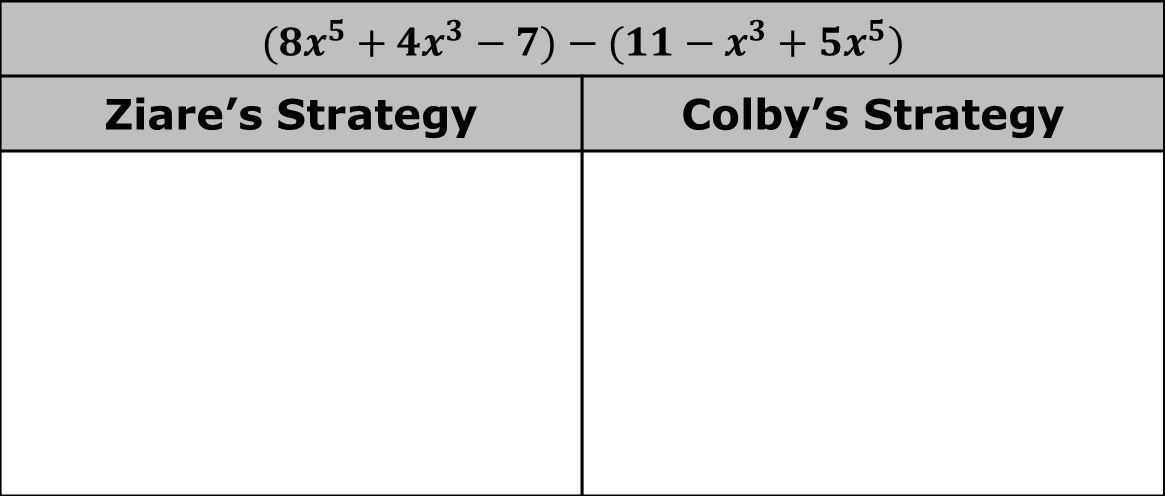 (8x⁵ + 4x³ − 7) − (11 − x³ + 5x⁵)
Ziare's Strategy
Colby's Strategy